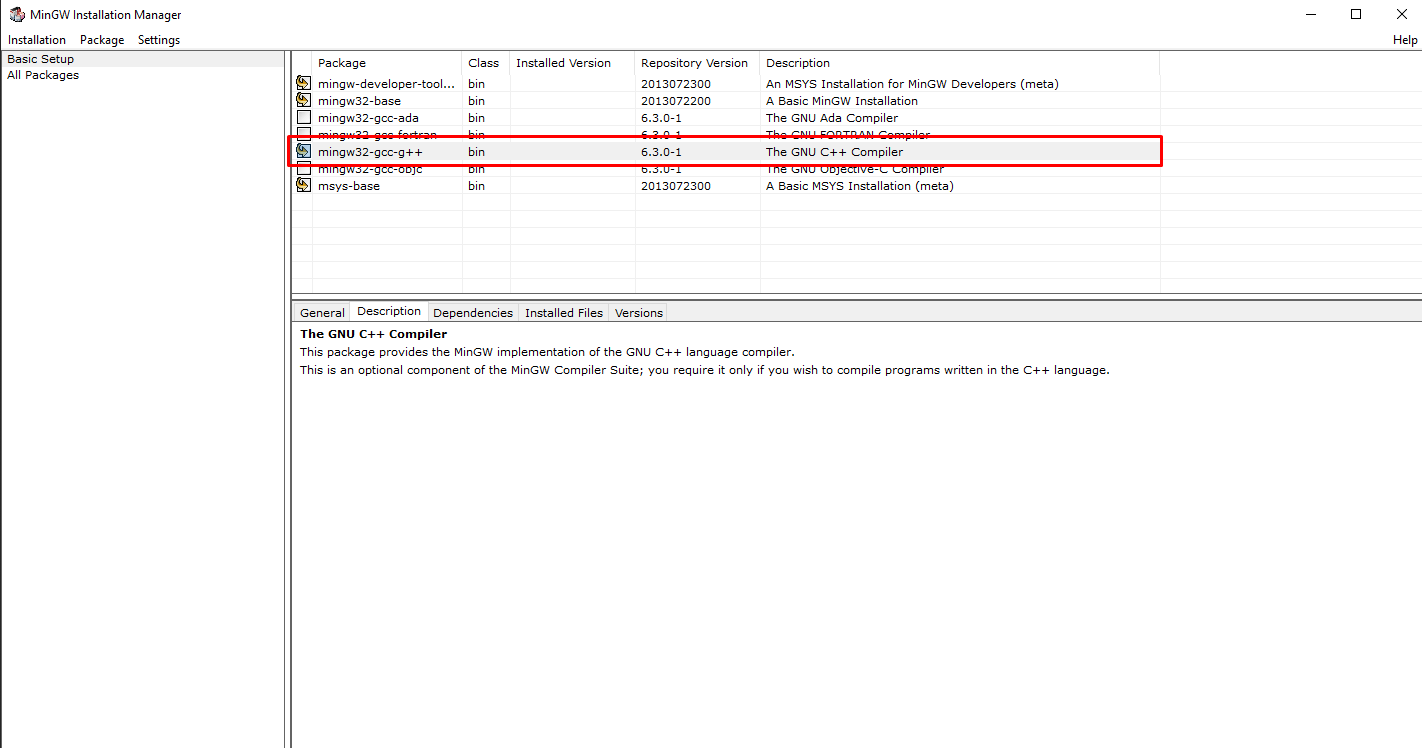 MinGW Installation Manager
Installation Package Settings Help
Basic Setup
All Packages
Package Class Installed Version Repository Version Description
mingw-developer-tool... bin 2013072300 An MSYS Installation for MinGW Developers (meta)
mingw32-base bin 2013072200 A Basic MinGW Installation
mingw32-gcc-ada bin 6.3.0-1 The GNU Ada Compiler
mingw32-gcc-fortran bin 6.3.0-1 The GNU FORTRAN Compiler
mingw32-gcc-g++ bin 6.3.0-1 The GNU C++ Compiler
mingw32-gcc-objc bin 6.3.0-1 The GNU Objective-C Compiler
msys-base bin 2013072300 A Basic MSYS Installation (meta)
General Description Dependencies Installed Files Versions
The GNU C++ Compiler
This package provides the MinGW implementation of the GNU C++ language compiler.
This is an optional component of the MinGW Compiler Suite; you require it only if you wish to compile programs written in the C++ language.